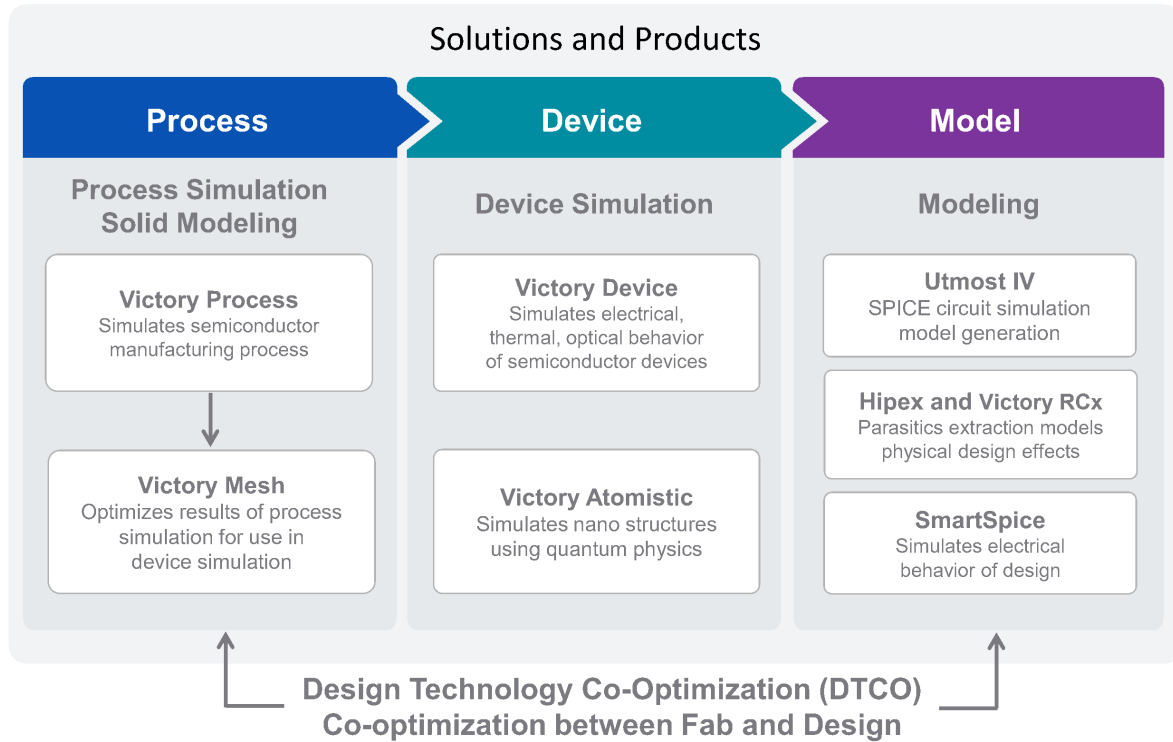 Solutions and Products
Process
Process Simulation
Solid Modeling
Victory Process
Simulates semiconductor
manufacturing process
Victory Mesh
Optimizes results of process
simulation for use in
device simulation
Device
Device Simulation
Victory Device
Simulates electrical,
thermal, optical behavior
of semiconductor devices
Victory Atomistic
Simulates nano structures
using quantum physics
Model
Modeling
Utmost IV
SPICE circuit simulation
model generation
Hipex and Victory RCx
Parasitics extraction models
physical design effects
SmartSpice
Simulates electrical
behavior of design
Design Technology Co-Optimization (DTCO)
Co-optimization between Fab and Design